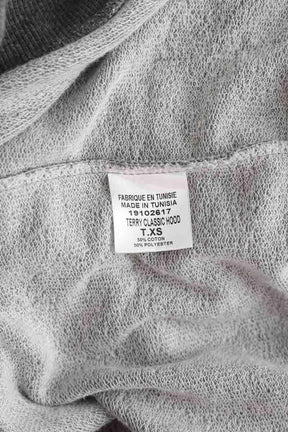 FABRIQUE EN TUNISIE
MADE IN TUNISIA
19102617
TERRY CLASSIC HOOD
T.XS
50% COTON
50% POLYESTER